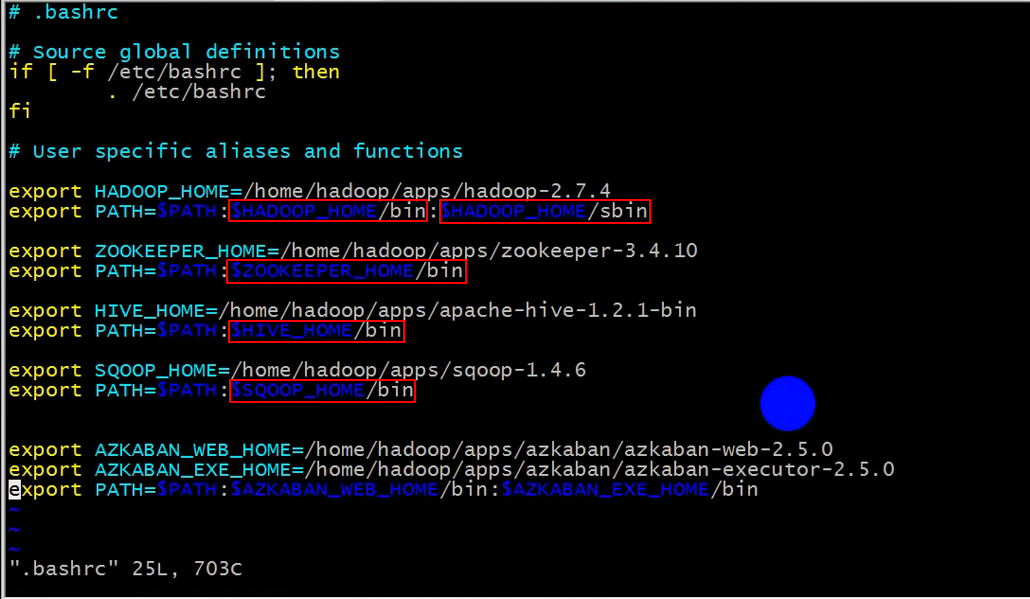 # .bashrc
# Source global definitions
if [ -f /etc/bashrc ]; then
        . /etc/bashrc
fi
# User specific aliases and functions
export HADOOP_HOME=/home/hadoop/apps/hadoop-2.7.4
export PATH=$PATH:$HADOOP_HOME/bin:$HADOOP_HOME/sbin
export ZOOKEEPER_HOME=/home/hadoop/apps/zookeeper-3.4.10
export PATH=$PATH:$ZOOKEEPER_HOME/bin
export HIVE_HOME=/home/hadoop/apps/apache-hive-1.2.1-bin
export PATH=$PATH:$HIVE_HOME/bin
export SQOOP_HOME=/home/hadoop/apps/sqoop-1.4.6
export PATH=$PATH:$SQOOP_HOME/bin
export AZKABAN_WEB_HOME=/home/hadoop/apps/azkaban/azkaban-web-2.5.0
export AZKABAN_EXE_HOME=/home/hadoop/apps/azkaban/azkaban-executor-2.5.0
export PATH=$PATH:$AZKABAN_WEB_HOME/bin:$AZKABAN_EXE_HOME/bin
~
~
~
".bashrc" 25L, 703C